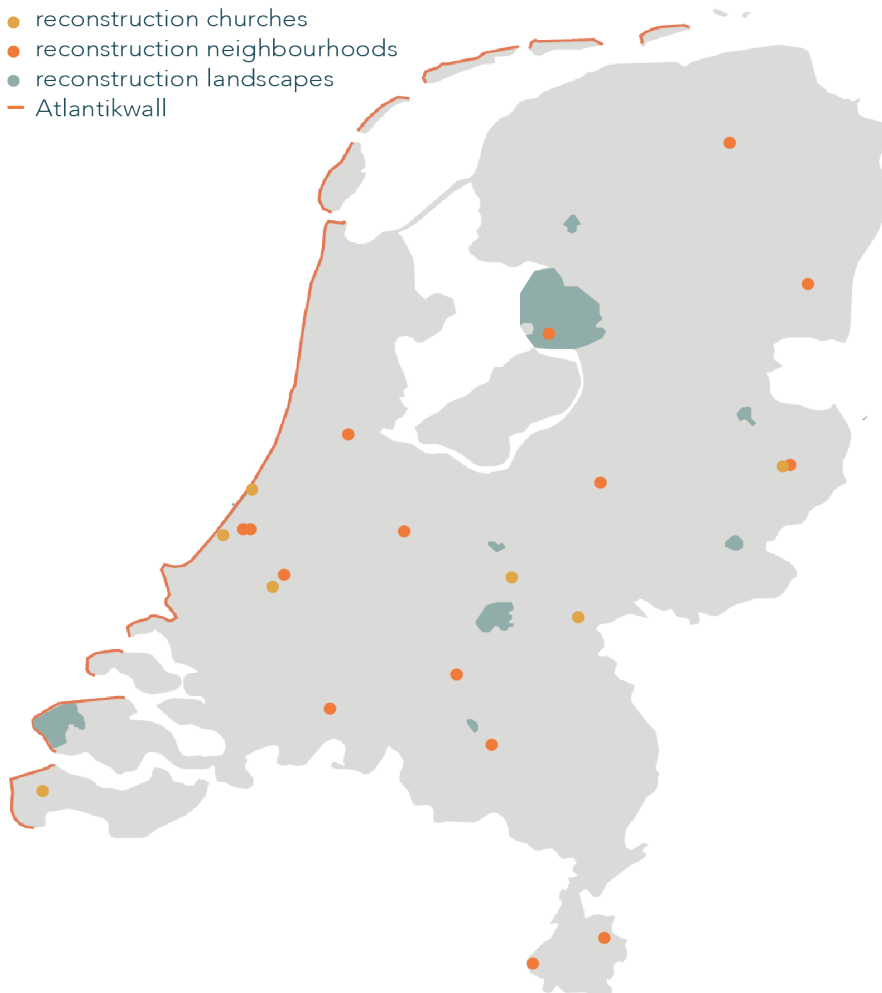 reconstruction churches
reconstruction neighbourhoods
reconstruction landscapes
Atlantikwall